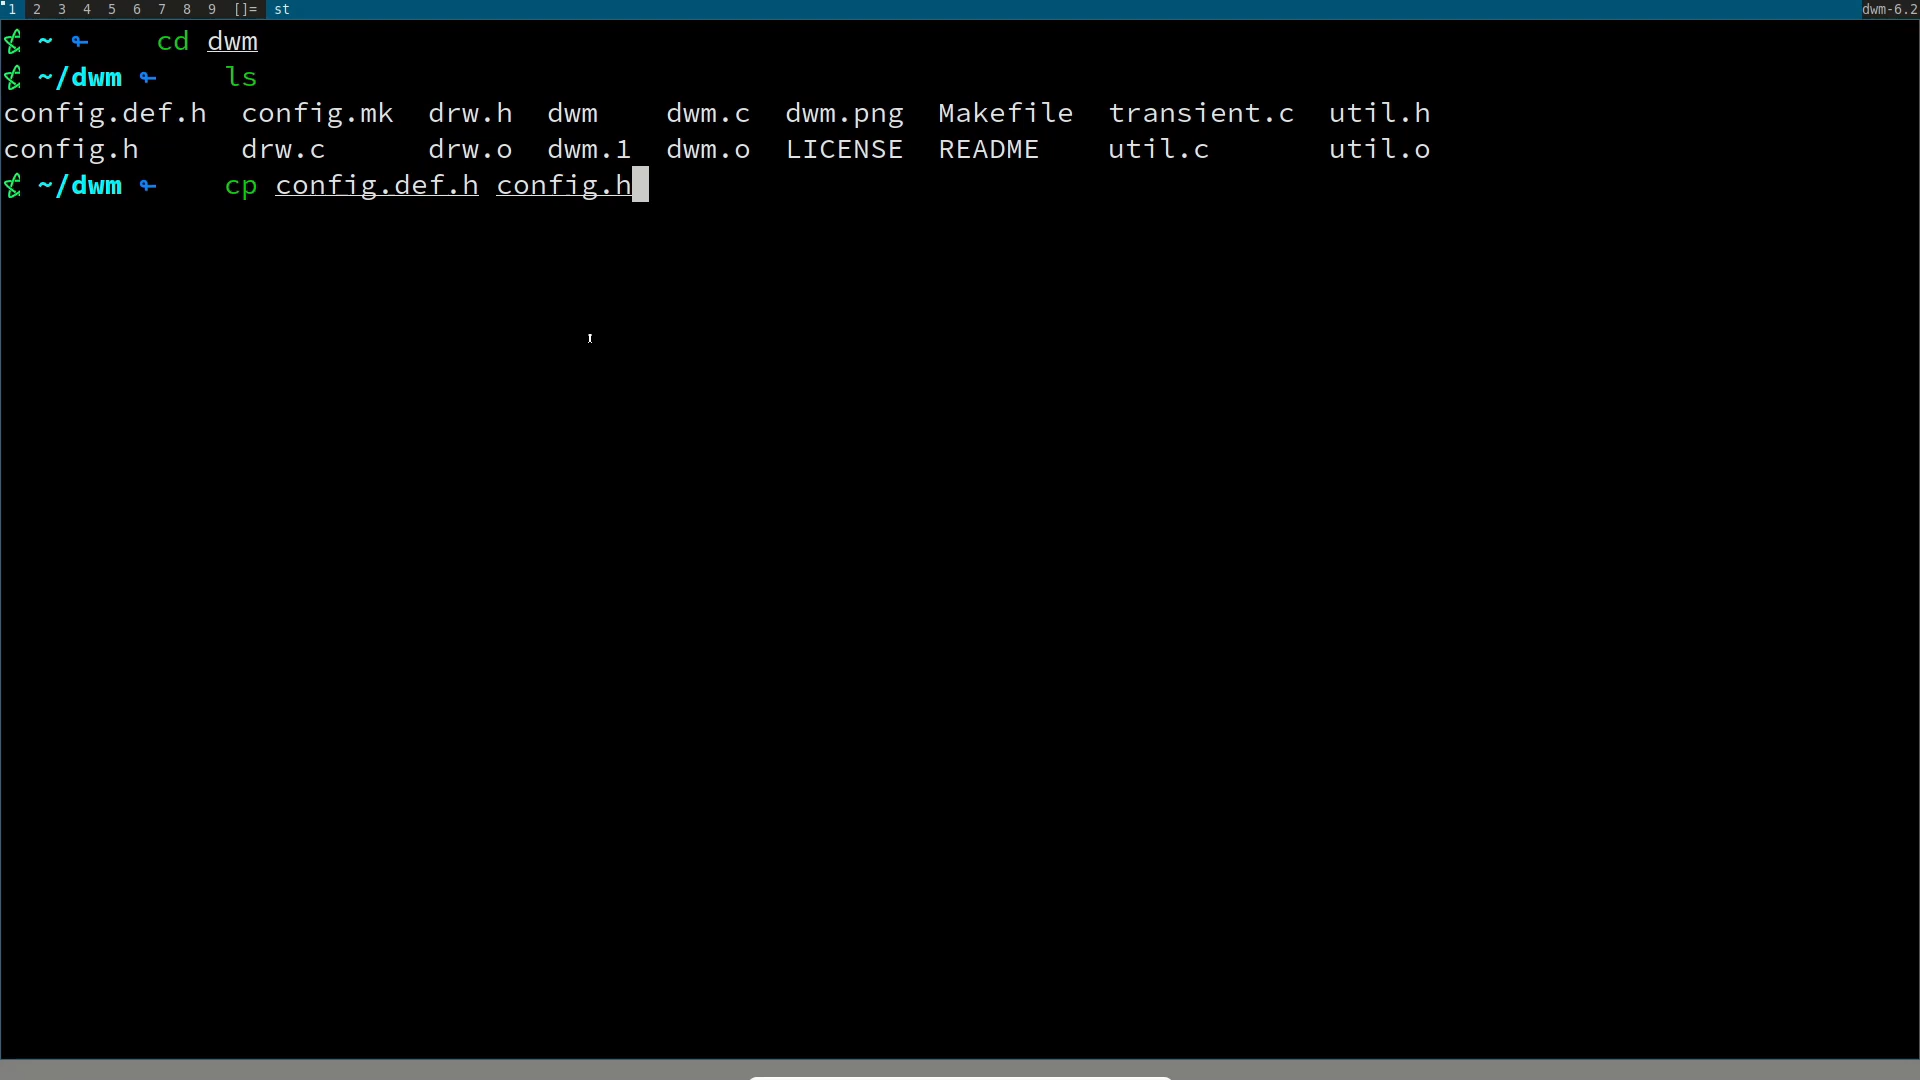 1 2 3 4 5 6 7 8 9 []= st dwm-6.2
~ cd dwm
~/dwm ls
config.def.h config.mk drw.h dwm dwm.c dwm.png Makefile transient.c util.h
config.h drw.c drw.o dwm.1 dwm.o LICENSE README util.c util.o
~/dwm cp config.def.h config.h